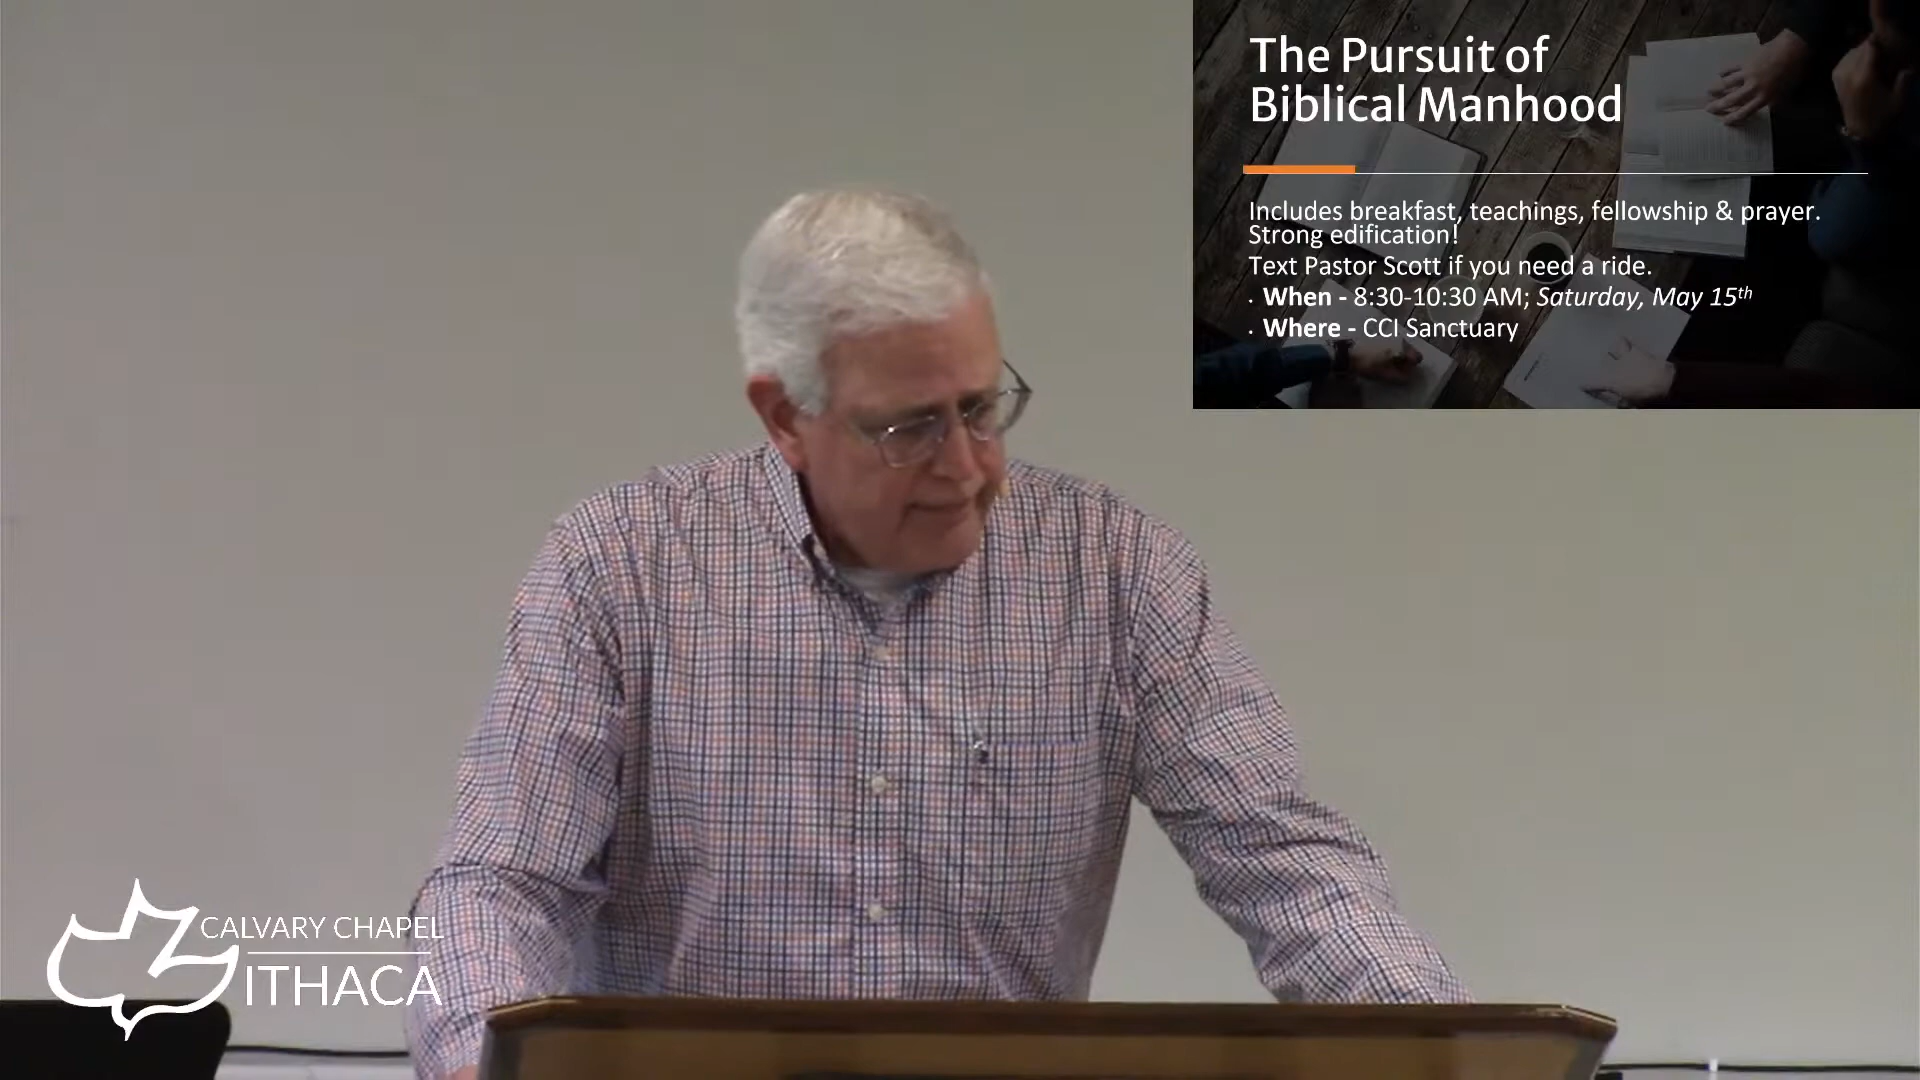 The Pursuit of
Biblical Manhood
Includes breakfast, teachings, fellowship & prayer.
Strong edification!
Text Pastor Scott if you need a ride.
· When - 8:30-10:30 AM; Saturday, May 15th
· Where - CCI Sanctuary
CALVARY CHAPEL
ITHACA